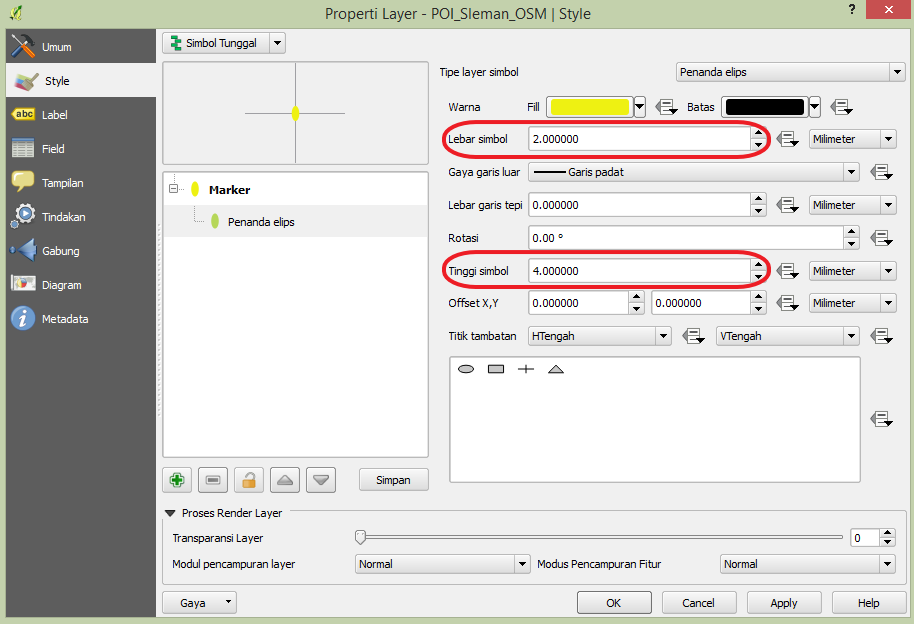 Properti Layer - POI_Sleman_OSM | Style
?
Umum
Style
abc Label
Field
Tampilan
Tindakan
Gabung
Diagram
Metadata
Simbol Tunggal
Marker
Penanda elips
Simpan
Tipe layer simbol Penanda elips
Warna Fill Batas
Lebar simbol 2.000000 Milimeter
Gaya garis luar Garis padat
Lebar garis tepi 0.000000 Milimeter
Rotasi 0.00 °
Tinggi simbol 4.000000 Milimeter
Offset X,Y 0.000000 0.000000 Milimeter
Titik tambatan HTengah VTengah
Proses Render Layer
Transparansi Layer 0
Modul pencampuran layer Normal Modus Pencampuran Fitur Normal
Gaya OK Cancel Apply Help